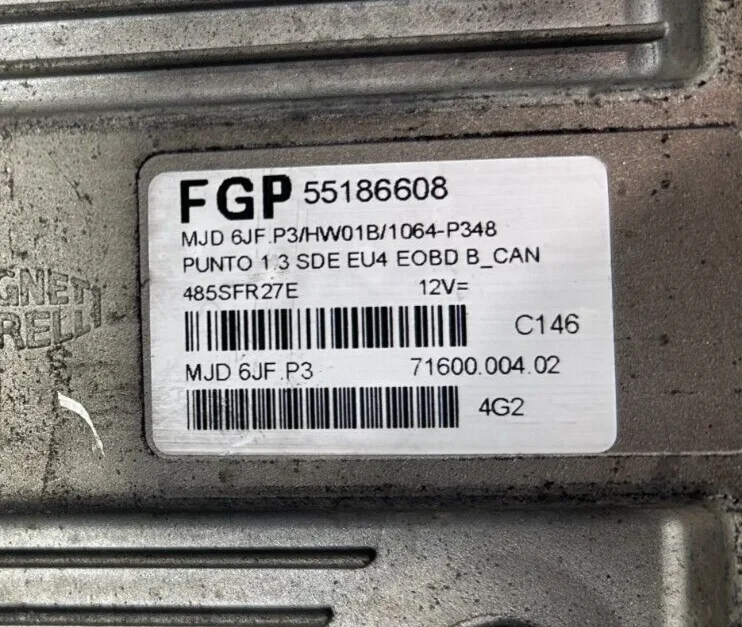 FGP 55186608
MJD 6JF.P3/HW01B/1064-P348
PUNTO 1.3 SDE EU4 EOBD B_CAN
485SFR27E 12V=
C146
MJD 6JF.P3 71600.004.02
4G2